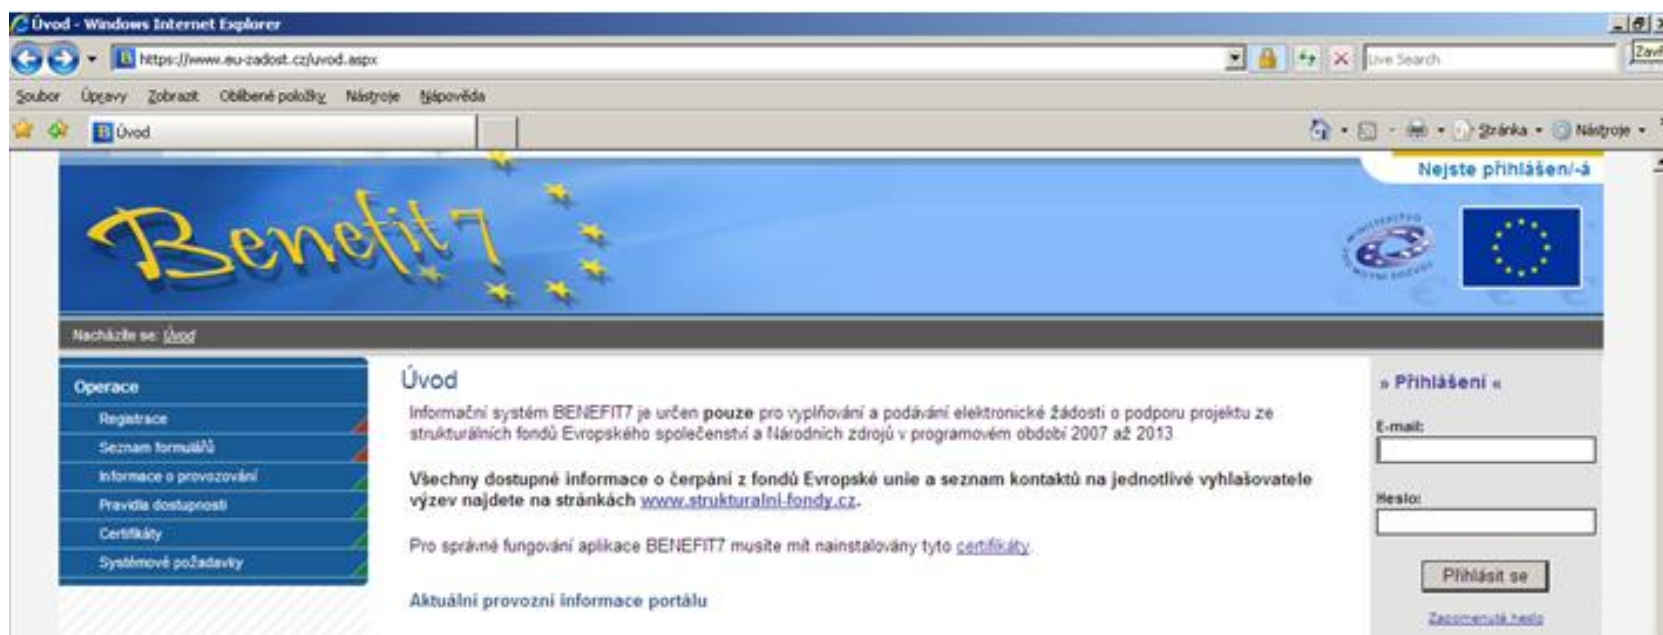 Úvod - Windows Internet Explorer
https://www.eu-zadost.cz/uvod.aspx
Live Search
Soubor Úpravy Zobrazit Oblíbené položky Nástroje Nápověda
Úvod
Stránka
Nástroje
Nejste přihlášen/-á
Benefit7
Nacházíte se: Úvod
Operace
Registrace
Seznam formulářů
Informace o provozování
Pravidla dostupnosti
Certifikáty
Systémové požadavky
Úvod
Informační systém BENEFIT7 je určen pouze pro vyplňování a podávání elektronické žádosti o podporu projektu ze
strukturálních fondů Evropského společenství a Národních zdrojů v programovém období 2007 až 2013
Všechny dostupné informace o čerpání z fondů Evropské unie a seznam kontaktů na jednotlivé vyhlašovatele
výzev najdete na stránkách www.strukturalni-fondy.cz.
Pro správné fungování aplikace BENEFIT7 musíte mít nainstalovány tyto certifikáty.
Aktuální provozní informace portálu
» Přihlášení «
E-mail:
Heslo:
Přihlásit se
Zapomenuté heslo